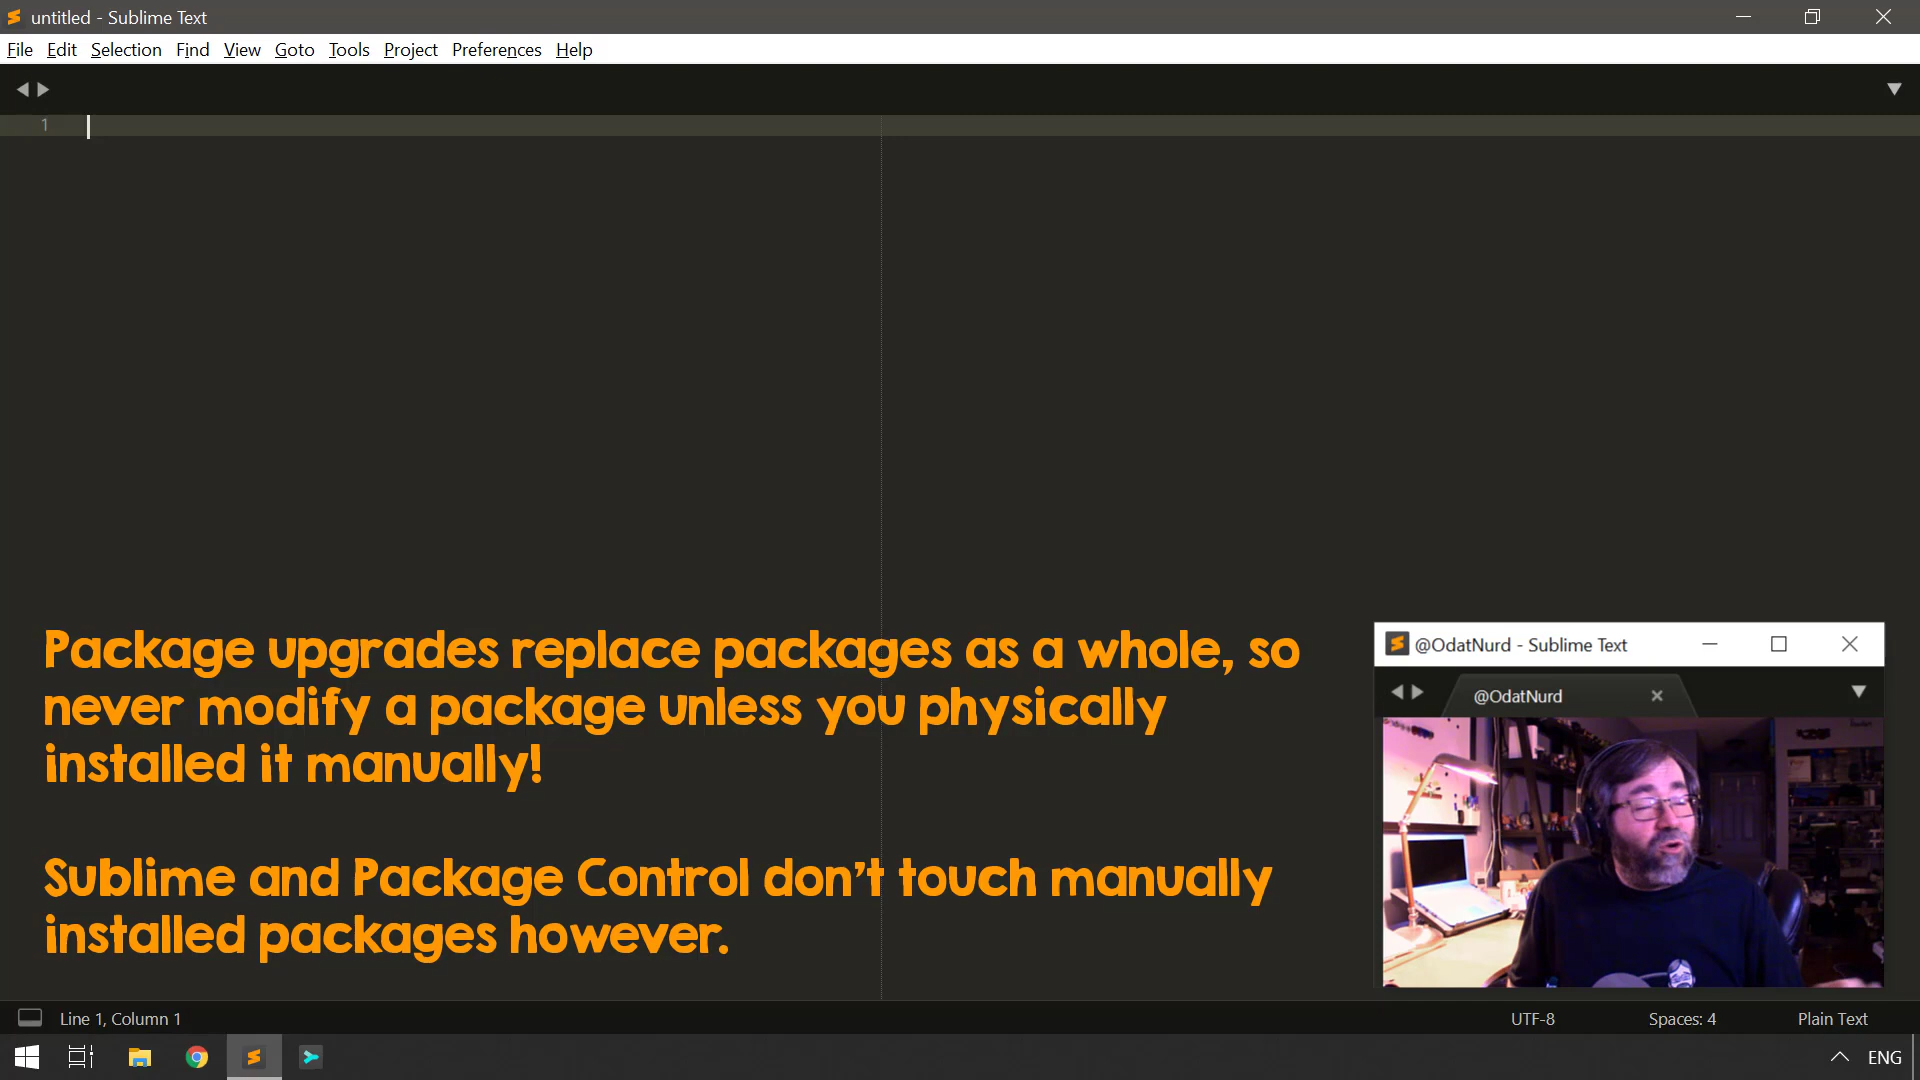 untitled - Sublime Text
File Edit Selection Find View Goto Tools Project Preferences Help
1
Package upgrades replace packages as a whole, so
never modify a package unless you physically
installed it manually!
Sublime and Package Control don't touch manually
installed packages however.
@OdatNurd - Sublime Text
@OdatNurd
Line 1, Column 1
UTF-8
Spaces: 4
Plain Text
ENG